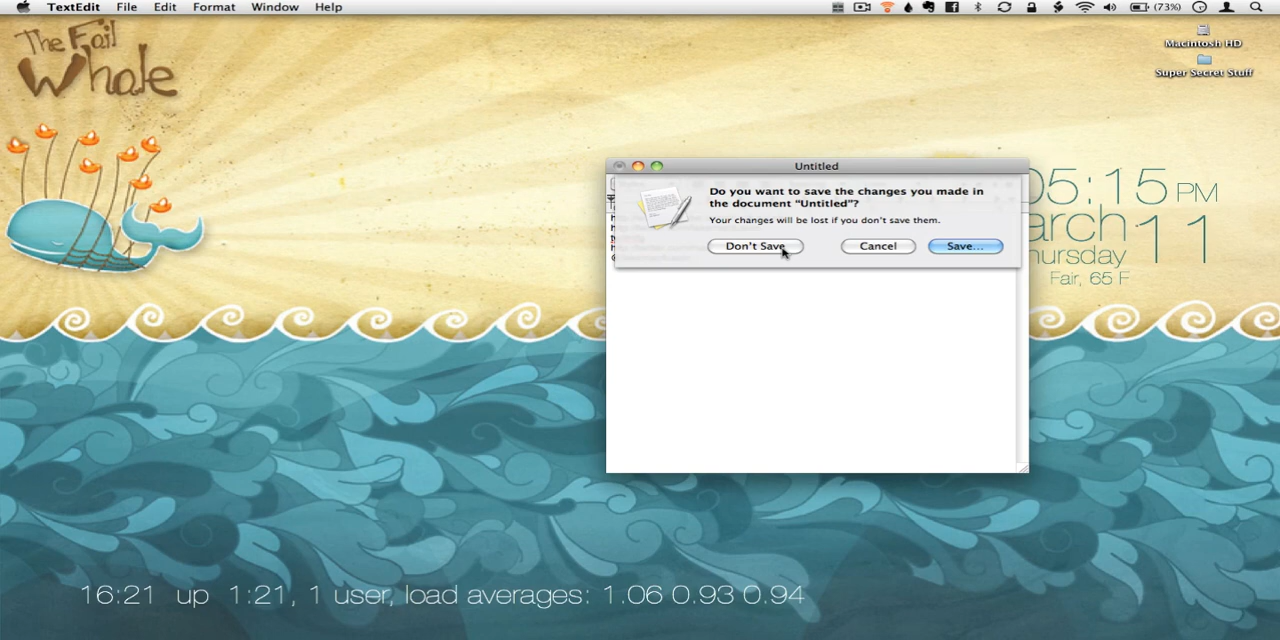 TextEdit File Edit Format Window Help (73%)
The Fail
Whale
Macintosh HD
Super Secret Stuff
Untitled
Do you want to save the changes you made in
the document “Untitled”?
Your changes will be lost if you don’t save them.
Don’t Save Cancel Save...
05:15 PM
arch 11
hursday
Fair, 65 F
16:21 up 1:21, 1 user, load averages: 1.06 0.93 0.94